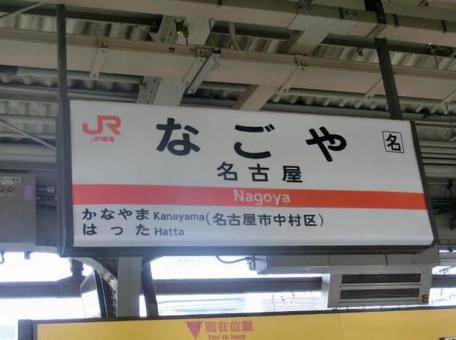 JR
JR東海
なごや
名
名古屋
Nagoya
かなやま Kanayama (名古屋市中村区)
はった Hatta
現在位置